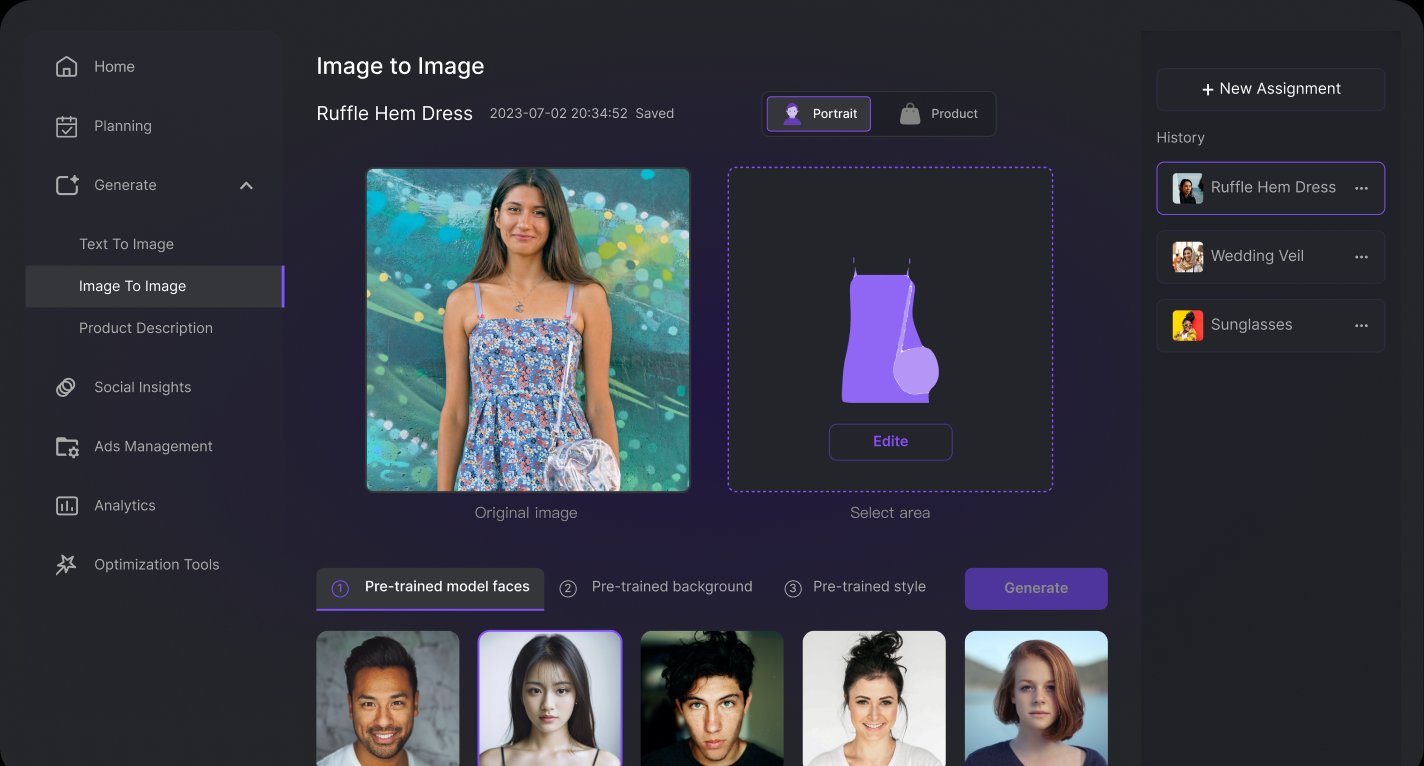 Home
Planning
Generate
Text To Image
Image To Image
Product Description
Social Insights
Ads Management
Analytics
Optimization Tools
Image to Image
Ruffle Hem Dress 2023-07-02 20:34:52 Saved
Portrait
Product
Edite
Original image
Select area
1 Pre-trained model faces
2 Pre-trained background
3 Pre-trained style
Generate
+ New Assignment
History
Ruffle Hem Dress ...
Wedding Veil ...
Sunglasses ...